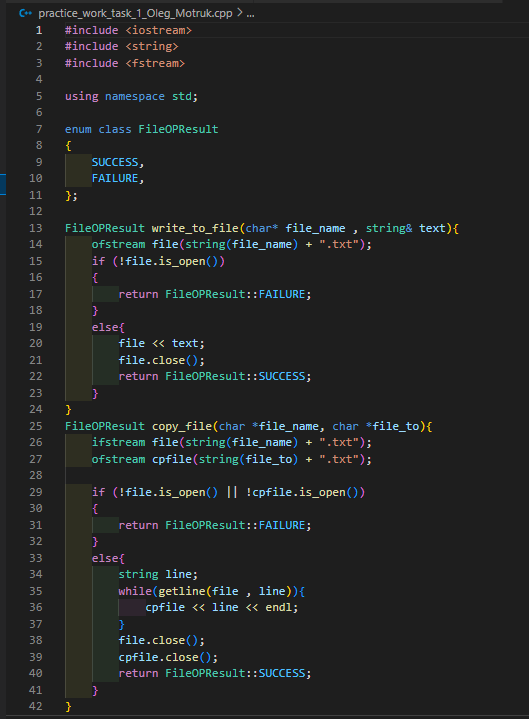 practice_work_task_1_Oleg_Motruk.cpp > ...
1 #include <iostream>
2 #include <string>
3 #include <fstream>
4
5 using namespace std;
6
7 enum class FileOPResult
8 {
9     SUCCESS,
10     FAILURE,
11 };
12
13 FileOPResult write_to_file(char* file_name , string& text){
14     ofstream file(string(file_name) + ".txt");
15     if (!file.is_open())
16     {
17         return FileOPResult::FAILURE;
18     }
19     else{
20         file << text;
21         file.close();
22         return FileOPResult::SUCCESS;
23     }
24 }
25 FileOPResult copy_file(char *file_name, char *file_to){
26     ifstream file(string(file_name) + ".txt");
27     ofstream cpfile(string(file_to) + ".txt");
28
29     if (!file.is_open() || !cpfile.is_open())
30     {
31         return FileOPResult::FAILURE;
32     }
33     else{
34         string line;
35         while(getline(file , line)){
36             cpfile << line << endl;
37         }
38         file.close();
39         cpfile.close();
40         return FileOPResult::SUCCESS;
41     }
42 }